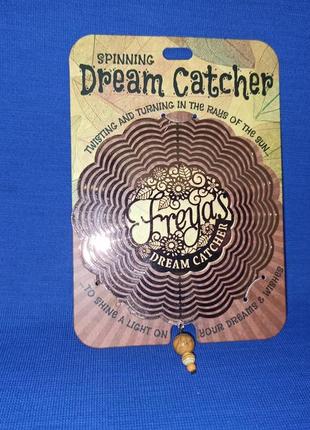 SPINNING
Dream Catcher
TWISTING AND TURNING IN THE RAYS OF THE SUN...
Freya's
DREAM CATCHER
...TO SHINE A LIGHT ON YOUR DREAMS & WISHES